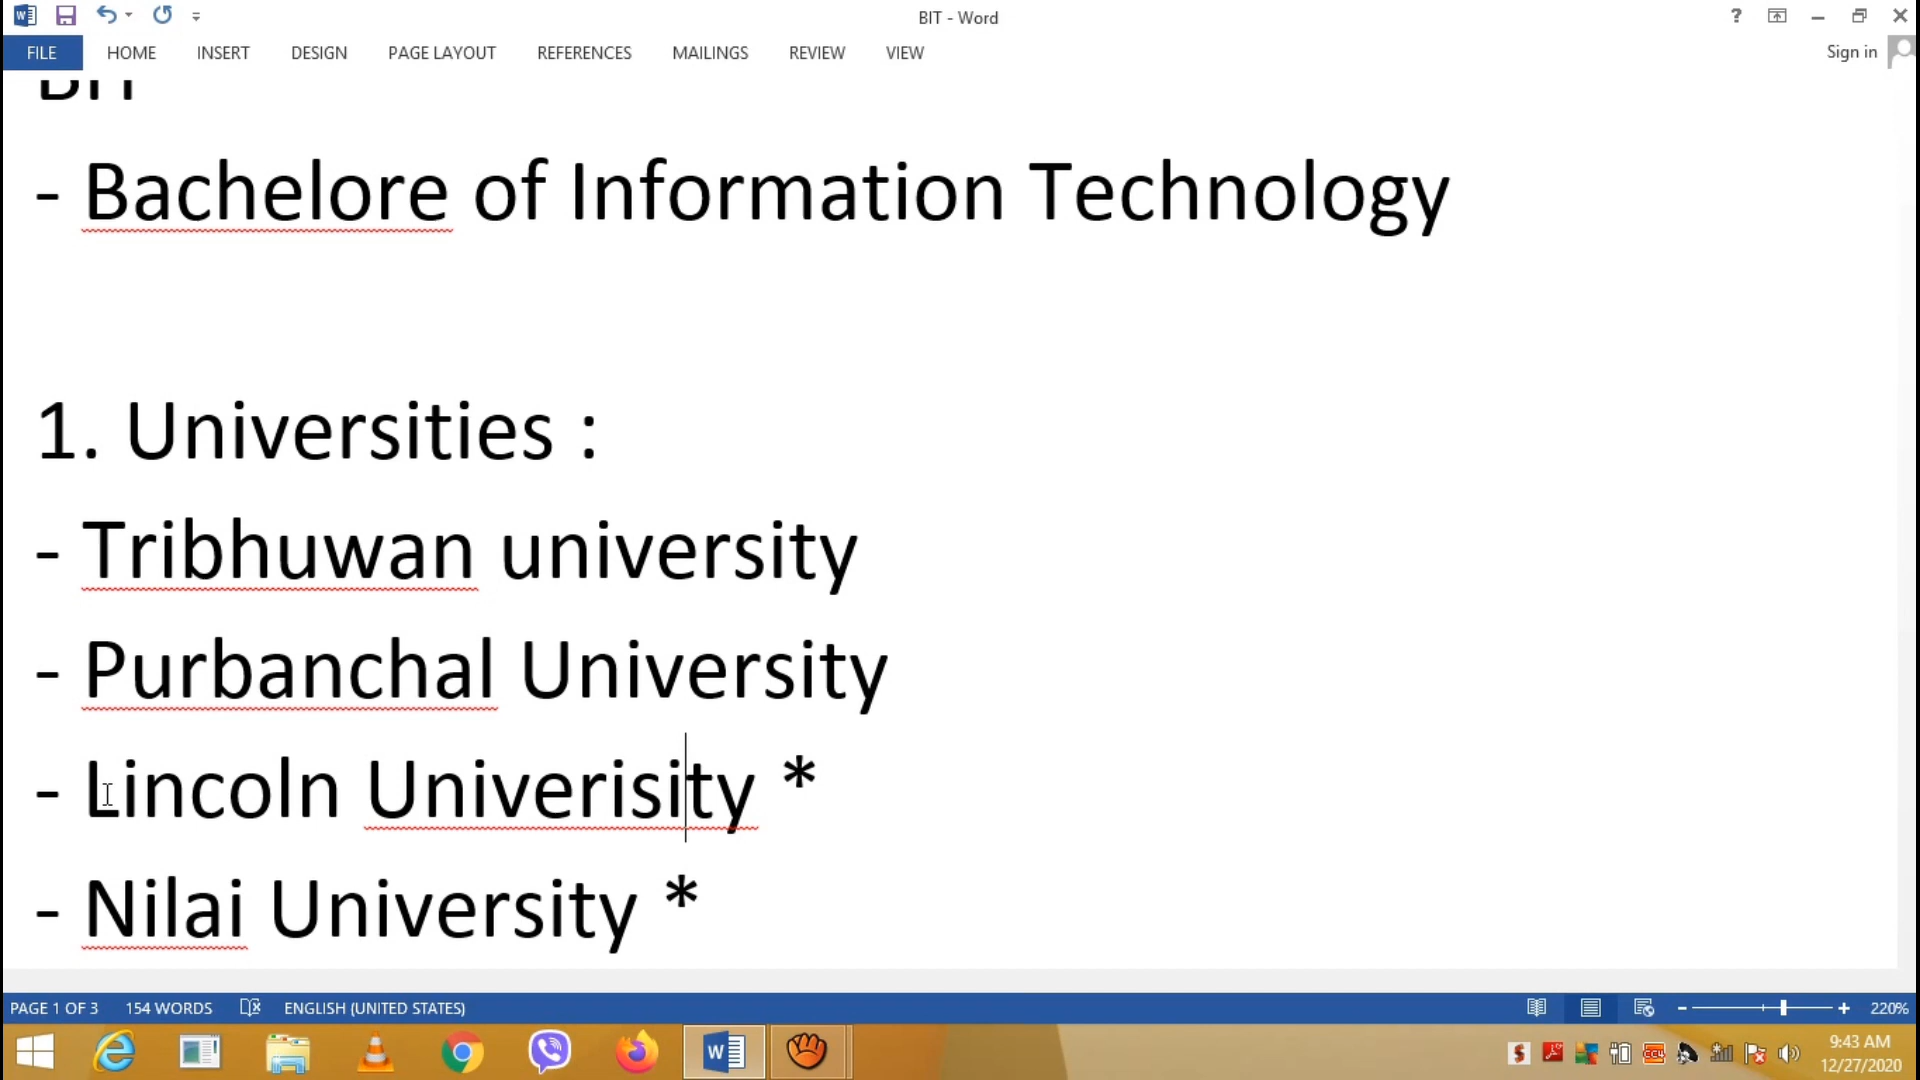 BIT - Word
FILE HOME INSERT DESIGN PAGE LAYOUT REFERENCES MAILINGS REVIEW VIEW Sign in
BIT
- Bachelore of Information Technology
1. Universities :
- Tribhuwan university
- Purbanchal University
- Lincoln Univerisity *
- Nilai University *
PAGE 1 OF 3 154 WORDS ENGLISH (UNITED STATES) 220%
9:43 AM
12/27/2020